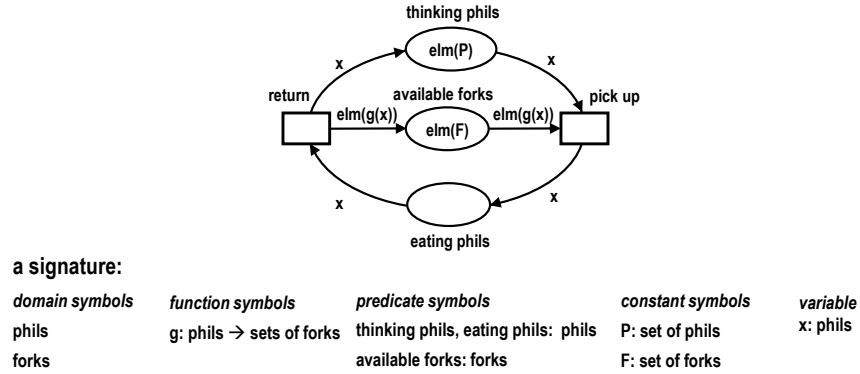 thinking phils
elm(P)
x
x
return
available forks
pick up
elm(g(x))
elm(F)
elm(g(x))
x
x
eating phils
a signature:
domain symbols
function symbols
predicate symbols
constant symbols
variable
phils
g: phils → sets of forks
thinking phils, eating phils: phils
P: set of phils
x: phils
forks
available forks: forks
F: set of forks